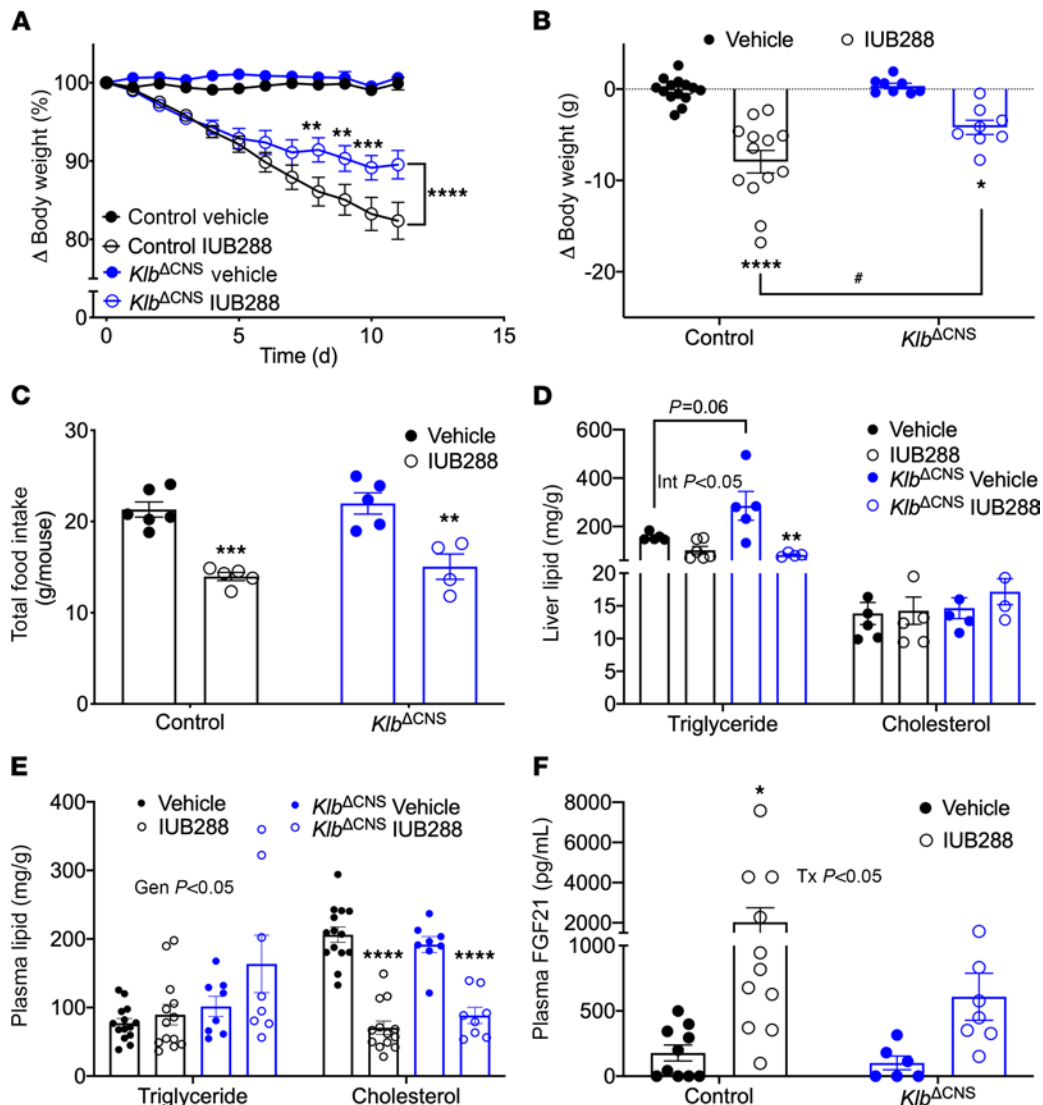 A
Δ Body weight (%)
100
90
80
0
**
**
***
****
Control vehicle
Control IUB288
Klb^ΔCNS vehicle
Klb^ΔCNS IUB288
0
5
10
15
Time (d)
B
Vehicle
IUB288
Δ Body weight (g)
0
-10
-20
****
*
#
Control
Klb^ΔCNS
C
Total food intake
(g/mouse)
30
20
10
0
Vehicle
IUB288
***
**
Control
Klb^ΔCNS
D
P=0.06
Int P<0.05
Liver lipid (mg/g)
600
400
200
20
15
10
5
0
Vehicle
IUB288
Klb^ΔCNS Vehicle
Klb^ΔCNS IUB288
**
Triglyceride
Cholesterol
E
Plasma lipid (mg/g)
400
300
200
100
0
Vehicle
IUB288
Klb^ΔCNS Vehicle
Klb^ΔCNS IUB288
Gen P<0.05
****
****
Triglyceride
Cholesterol
F
Plasma FGF21 (pg/mL)
8000
6000
4000
2000
1000
500
0
*
Vehicle
IUB288
Tx P<0.05
Control
Klb^ΔCNS